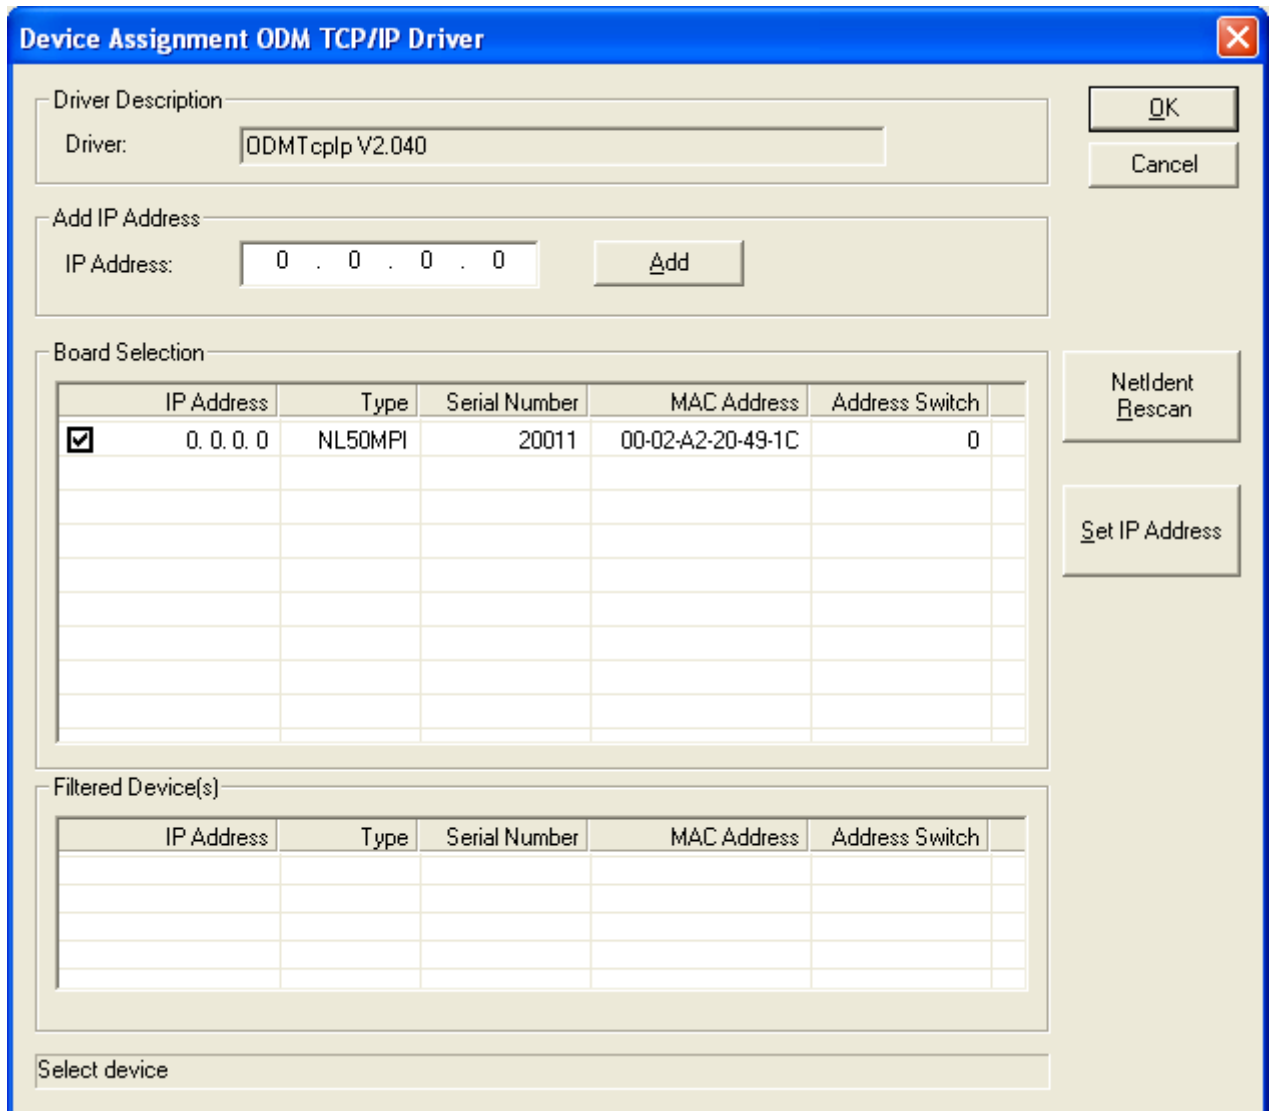 Device Assignment ODM TCP/IP Driver
Driver Description
OK
Driver: ODMTcpIp V2.040
Cancel
Add IP Address
IP Address: 0 . 0 . 0 . 0 Add
Board Selection
IP Address Type Serial Number MAC Address Address Switch
0. 0. 0. 0 NL50MPI 20011 00-02-A2-20-49-1C 0
NetIdent
Rescan
Set IP Address
Filtered Device(s)
IP Address Type Serial Number MAC Address Address Switch
Select device